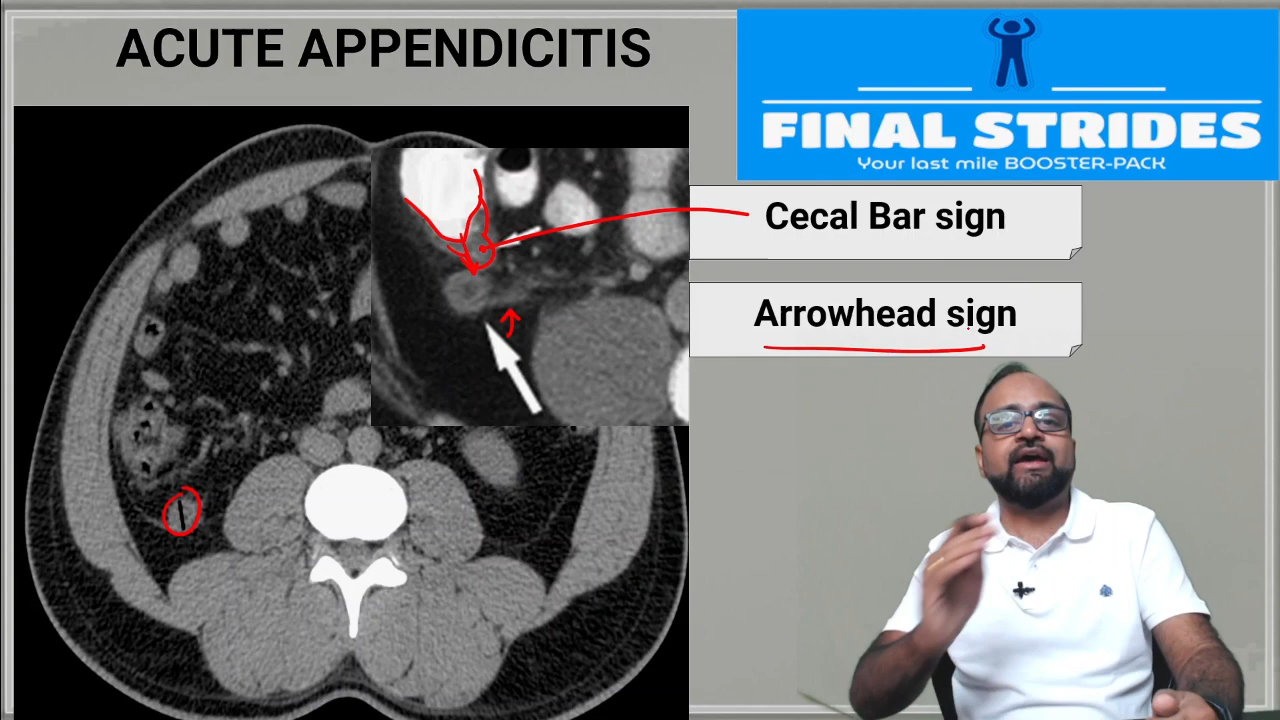 ACUTE APPENDICITIS
FINAL STRIDES
Your last mile BOOSTER-PACK
Cecal Bar sign
Arrowhead sign